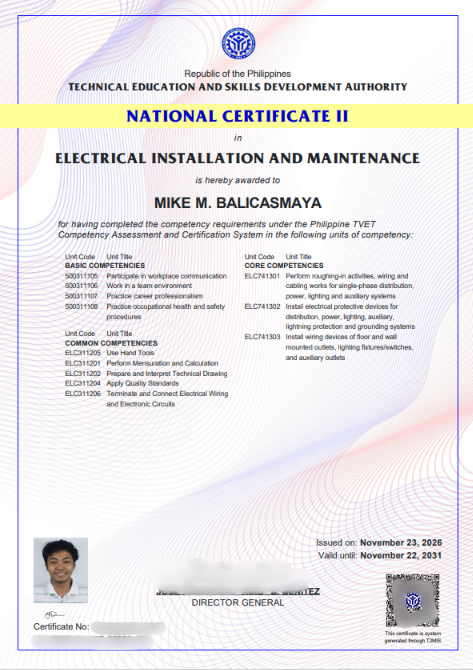 Republic of the Philippines
TECHNICAL EDUCATION AND SKILLS DEVELOPMENT AUTHORITY
NATIONAL CERTIFICATE II
in
ELECTRICAL INSTALLATION AND MAINTENANCE
is hereby awarded to
MIKE M. BALICASMAYA
for having completed the competency requirements under the Philippine TVET
Competency Assessment and Certification System in the following units of competency:
Unit Code Unit Title
BASIC COMPETENCIES
500311105 Participate in workplace communication
500311106 Work in a team environment
500311107 Practice career professionalism
500311108 Practice occupational health and safety
procedures
Unit Code Unit Title
COMMON COMPETENCIES
ELC311205 Use Hand Tools
ELC311201 Perform Mensuration and Calculation
ELC311202 Prepare and Interpret Technical Drawing
ELC311204 Apply Quality Standards
ELC311206 Terminate and Connect Electrical Wiring
and Electronic Circuits
Unit Code Unit Title
CORE COMPETENCIES
ELC741301 Perform roughing-in activities, wiring and
cabling works for single-phase distribution,
power, lighting and auxiliary systems
ELC741302 Install electrical protective devices for
distribution, power, lighting, auxiliary,
lightning protection and grounding systems
ELC741303 Install wiring devices of floor and wall
mounted outlets, lighting fixtures/switches,
and auxiliary outlets
Issued on: November 23, 2026
Valid until: November 22, 2031
DIRECTOR GENERAL
Certificate No:
This certificate is system
generated through T2MIS